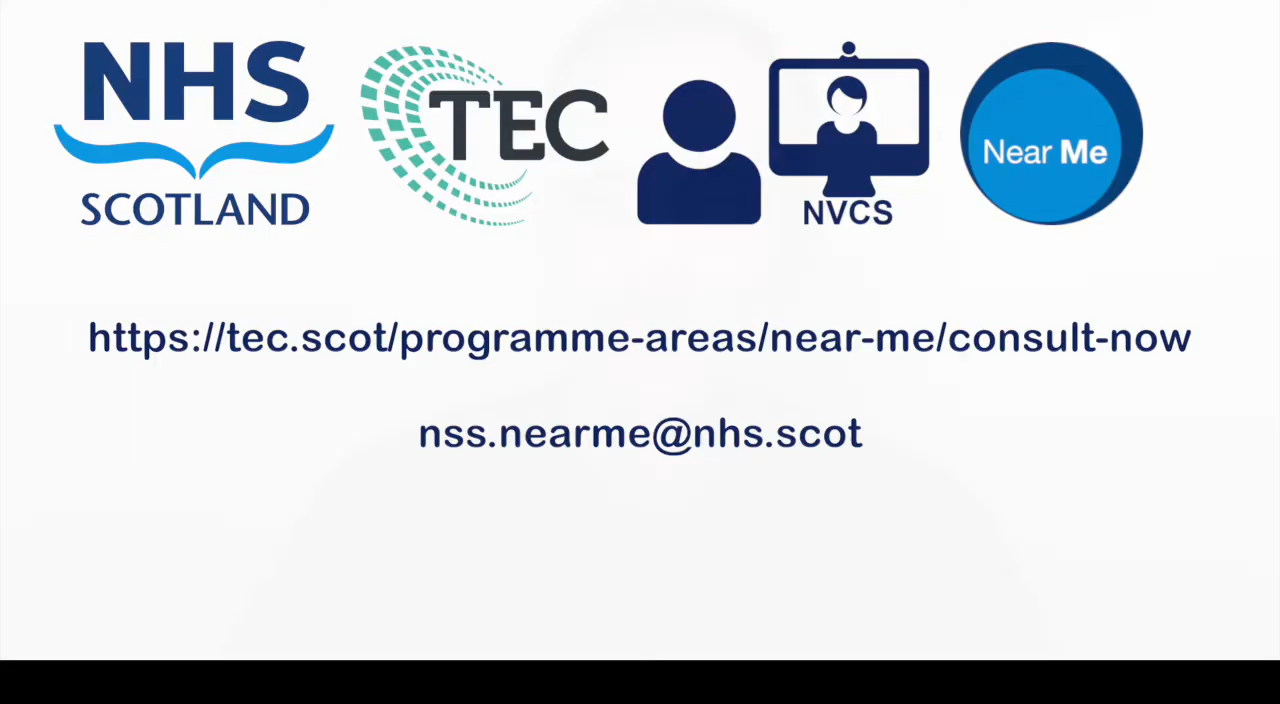 NHS
SCOTLAND
TEC
NVCS
Near Me
https://tec.scot/programme-areas/near-me/consult-now
nss.nearme@nhs.scot